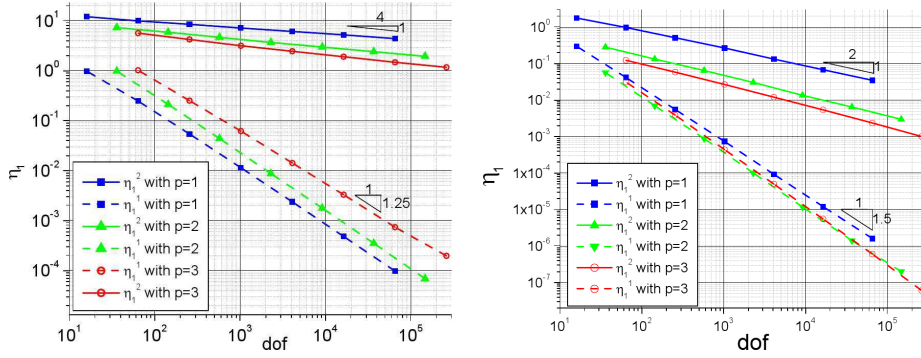 4
1
10¹
10⁰
10⁻¹
10⁻²
10⁻³
10⁻⁴
η₁
1
1.25
η₁² with p=1
η₁¹ with p=1
η₁² with p=2
η₁¹ with p=2
η₁¹ with p=3
η₁² with p=3
10¹ 10² 10³ 10⁴ 10⁵
dof
2
1
10⁰
10⁻¹
10⁻²
10⁻³
1x10⁻⁴
1x10⁻⁵
10⁻⁶
10⁻⁷
η₁
1
1.5
η₁² with p=1
η₁¹ with p=1
η₁² with p=2
η₁¹ with p=2
η₁² with p=3
η₁¹ with p=3
10¹ 10² 10³ 10⁴ 10⁵
dof